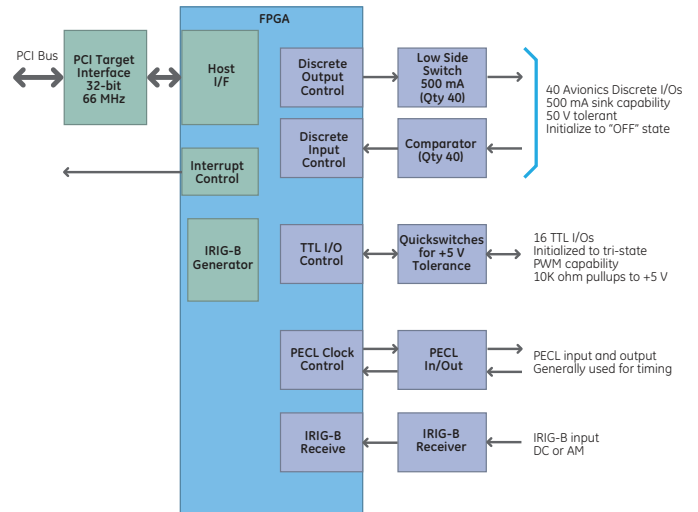 FPGA
PCI Bus
PCI Target
Interface
32-bit
66 MHz
Host
I/F
Discrete
Output
Control
Low Side
Switch
500 mA
(Qty 40)
40 Avionics Discrete I/Os
500 mA sink capability
50 V tolerant
Initialize to “OFF” state
Discrete
Input
Control
Comparator
(Qty 40)
Interrupt
Control
IRIG-B
Generator
TTL I/O
Control
Quickswitches
for +5 V
Tolerance
16 TTL I/Os
Initialized to tri-state
PWM capability
10K ohm pullups to +5 V
PECL Clock
Control
PECL
In/Out
PECL input and output
Generally used for timing
IRIG-B
Receive
IRIG-B
Receiver
IRIG-B input
DC or AM